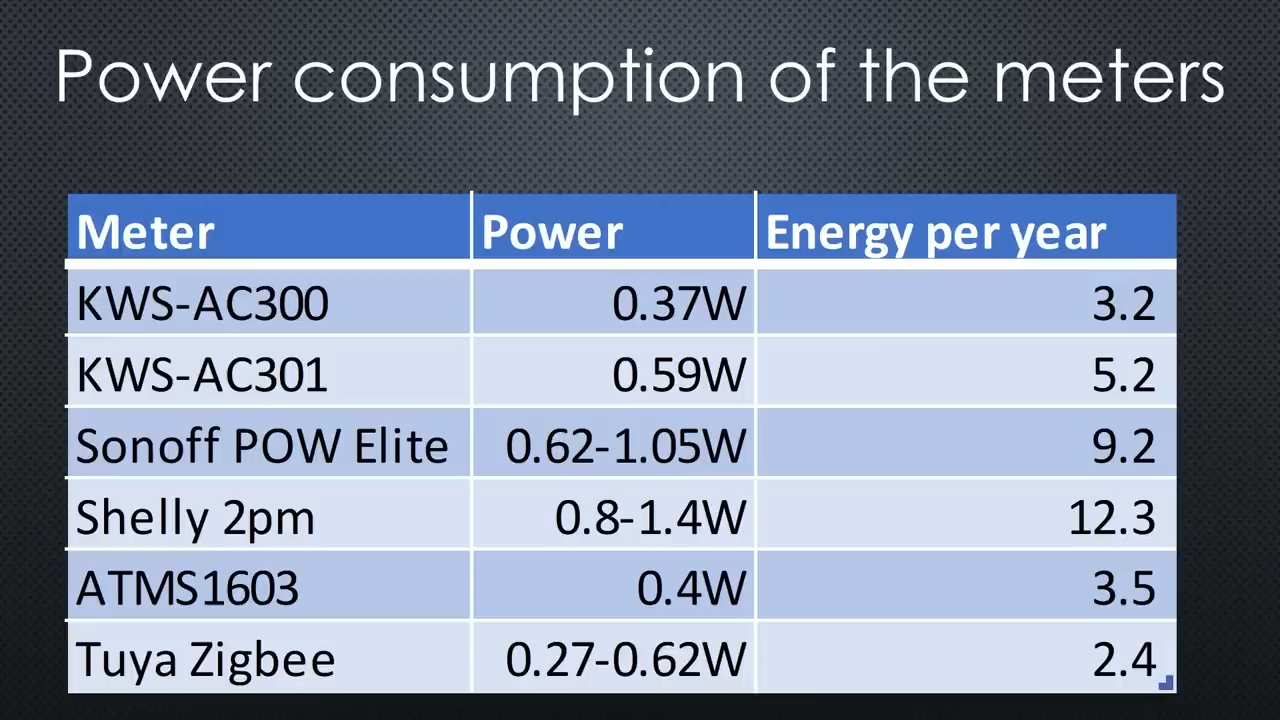 Power consumption of the meters
Meter Power Energy per year
KWS-AC300 0.37W 3.2
KWS-AC301 0.59W 5.2
Sonoff POW Elite 0.62-1.05W 9.2
Shelly 2pm 0.8-1.4W 12.3
ATMS1603 0.4W 3.5
Tuya Zigbee 0.27-0.62W 2.4